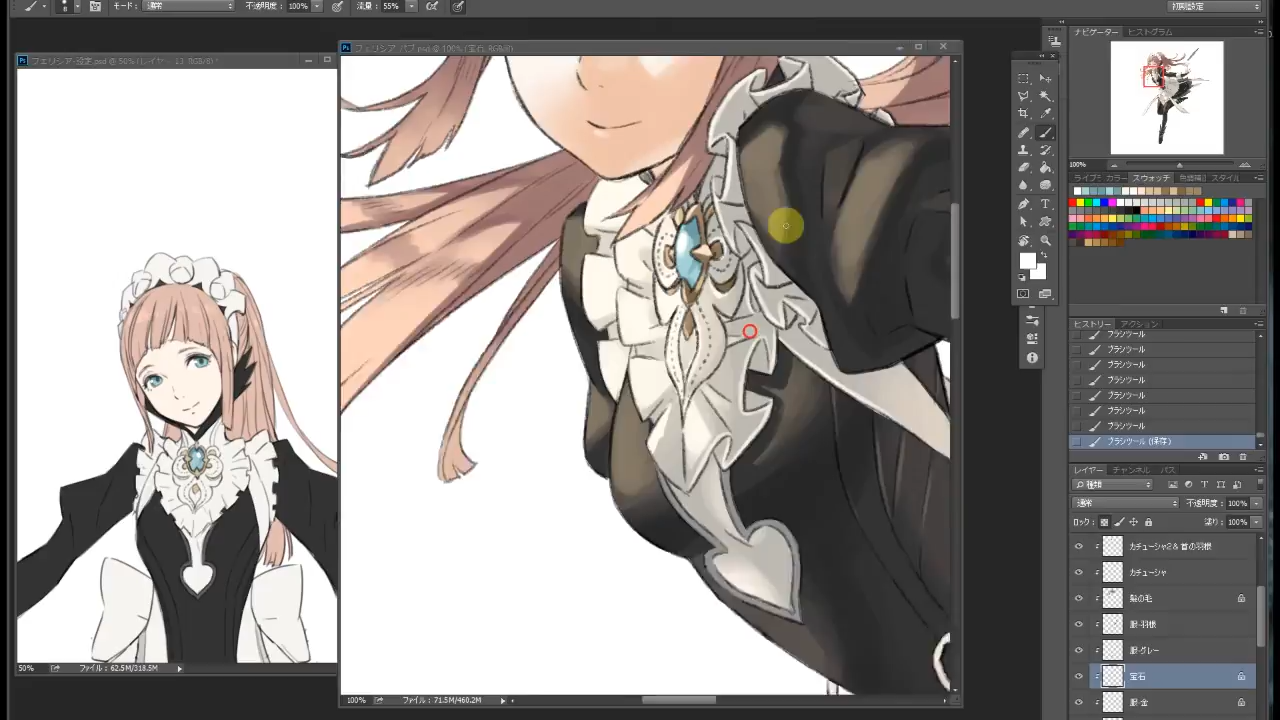 モード： 通常 不透明度： 100% 流量： 55% 初期設定
フェリシア-設定.psd @ 50% (レイヤー 13, RGB/8) *
フェリシア バブ.psd @ 100% (宝石, RGB/8)
ナビゲーター ヒストグラム
100%
カラー スウォッチ スタイル
ヒストリー アクション
ブラシツール
ブラシツール
ブラシツール
ブラシツール
ブラシツール
ブラシツール
ブラシツール
ブラシツール (保存)
レイヤー チャンネル パス
種類
通常 不透明度： 100%
ロック： 塗り： 100%
カチューシャ2& 首の羽根
カチューシャ
髪の毛
服-羽根
服-グレー
宝石
服-金
50% ファイル : 62.5M/318.5M
100% ファイル : 71.5M/460.2M